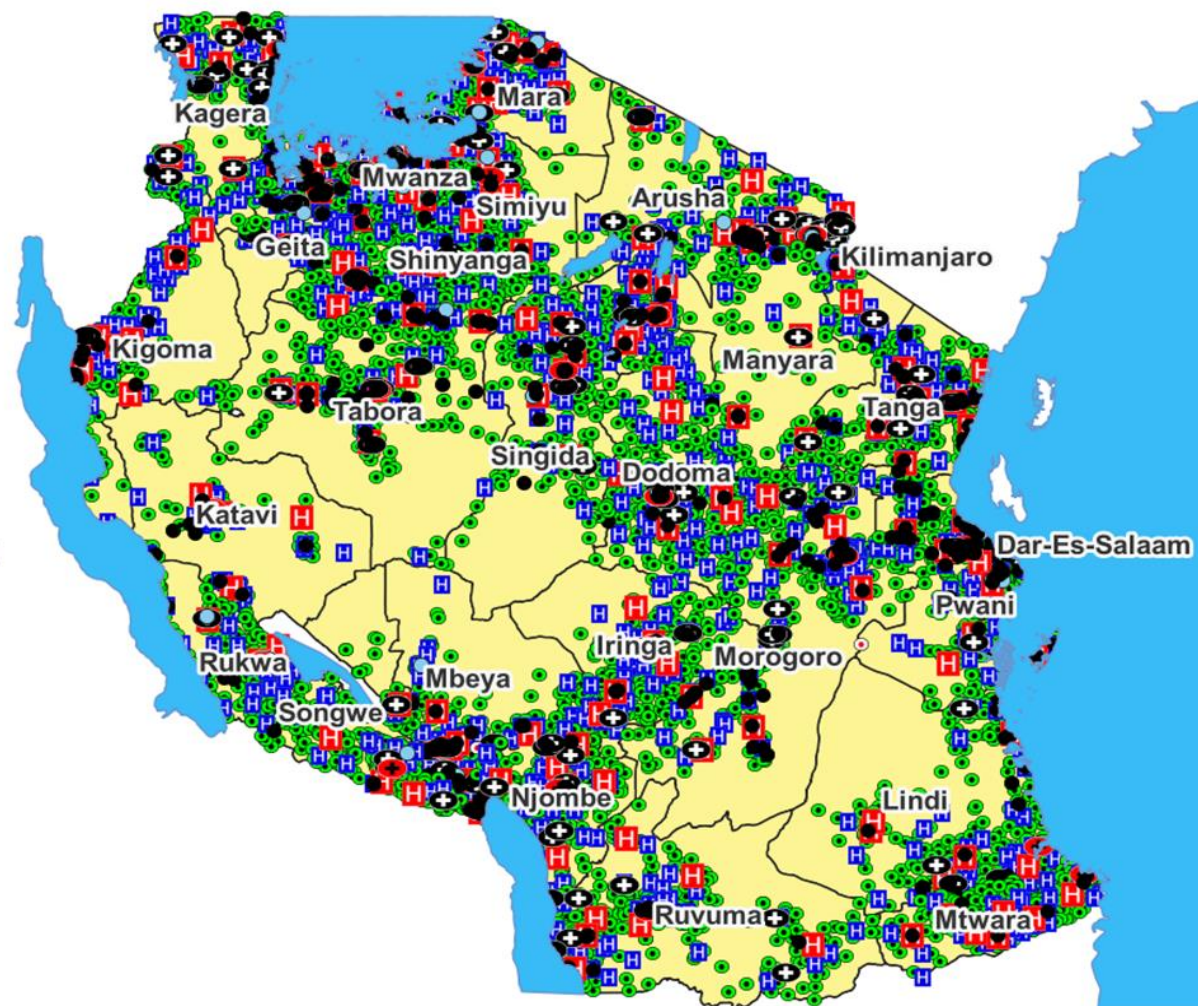 Kagera
Mara
Mwanza
Simiyu
Arusha
Geita
Shinyanga
Kilimanjaro
Kigoma
Manyara
Tabora
Tanga
Singida
Dodoma
Katavi
Dar-Es-Salaam
Pwani
Iringa
Morogoro
Rukwa
Mbeya
Songwe
Njombe
Lindi
Ruvuma
Mtwara